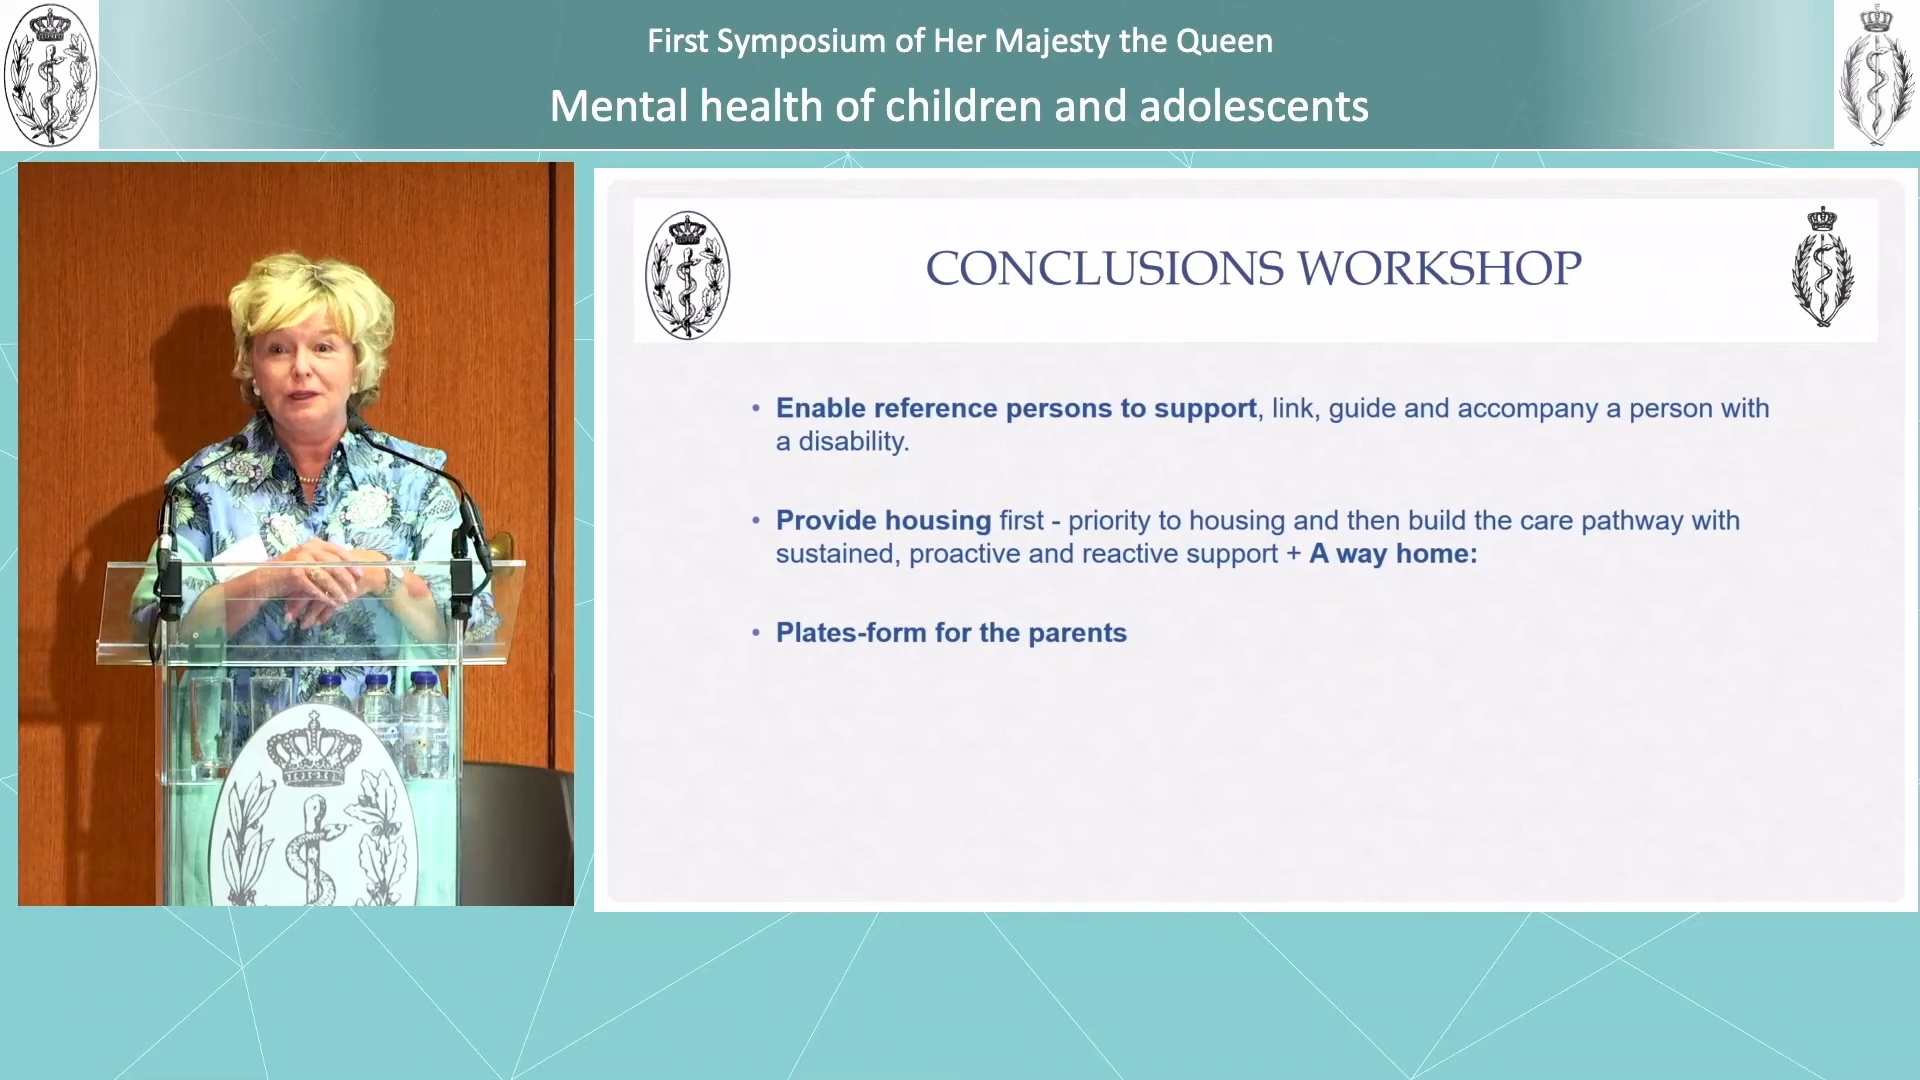 First Symposium of Her Majesty the Queen
Mental health of children and adolescents
CONCLUSIONS WORKSHOP
• Enable reference persons to support, link, guide and accompany a person with
a disability.
• Provide housing first - priority to housing and then build the care pathway with
sustained, proactive and reactive support + A way home:
• Plates-form for the parents